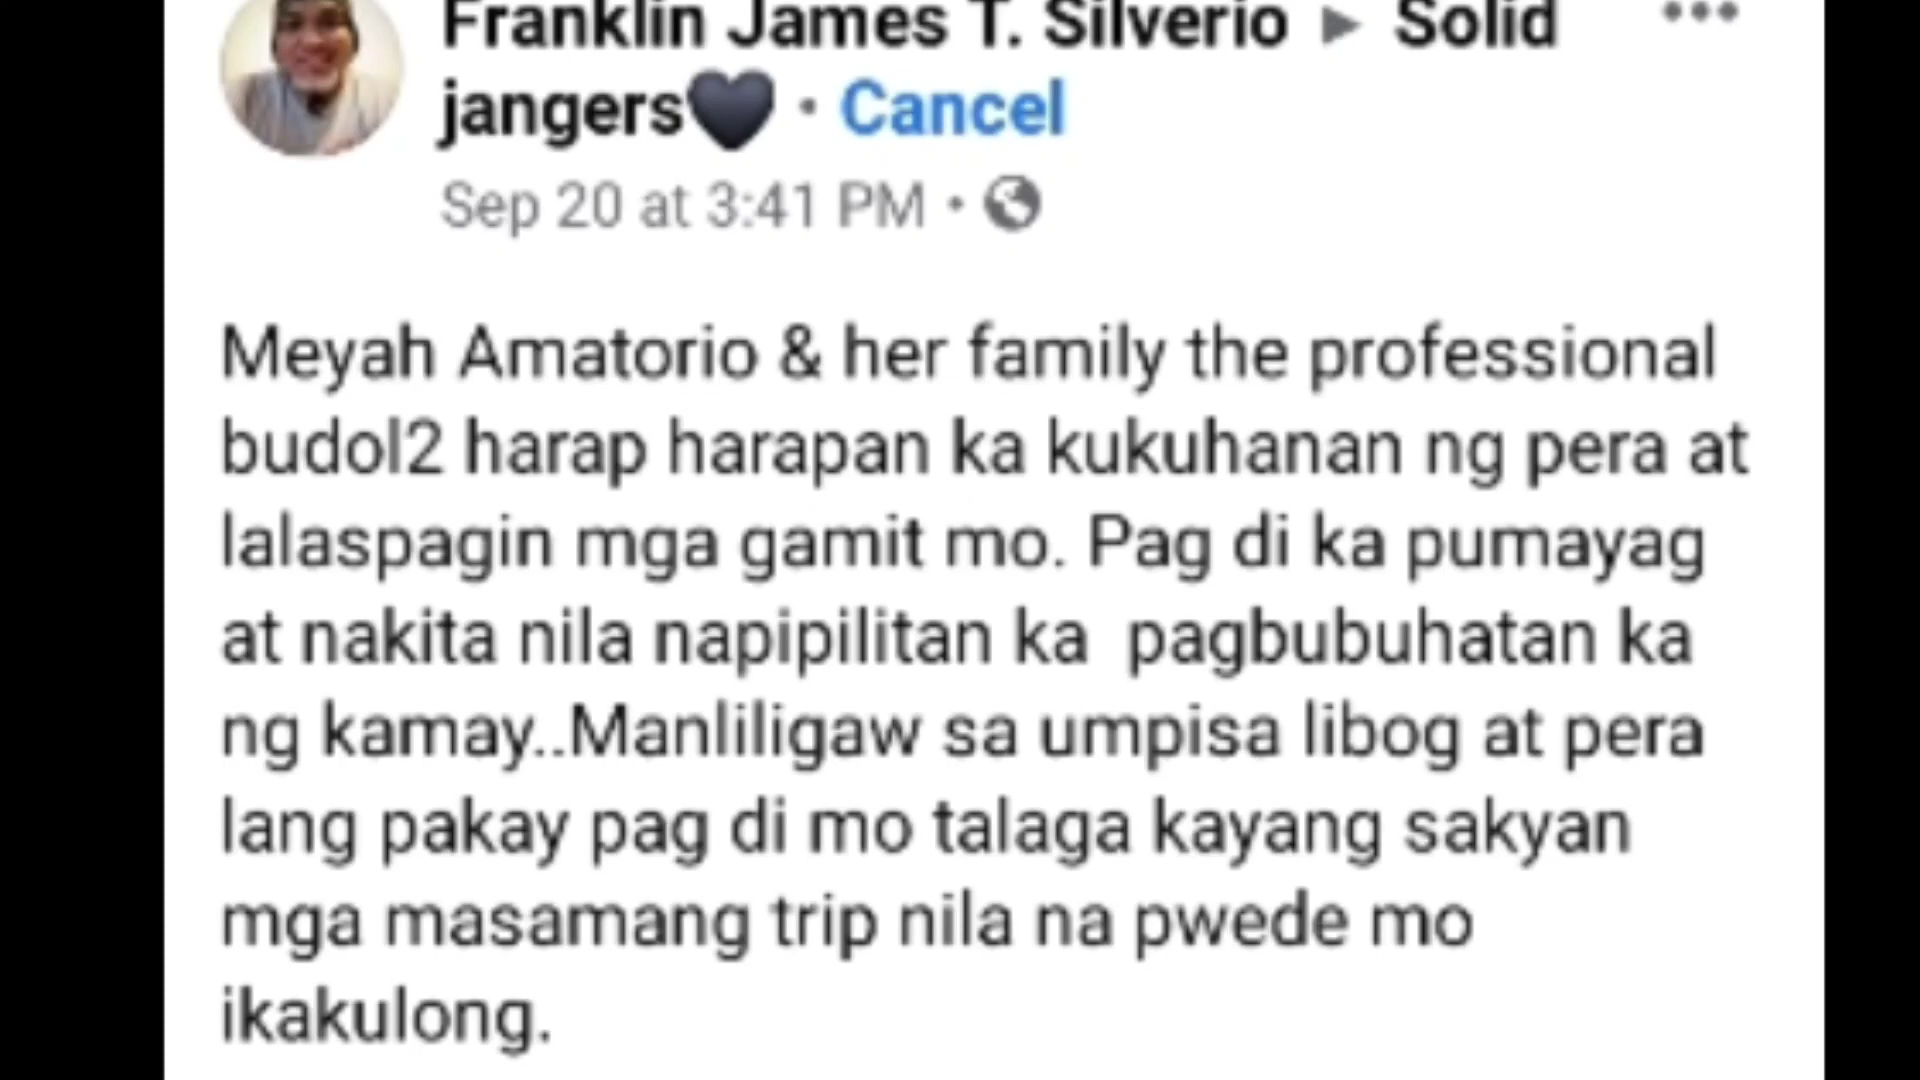 Franklin James T. Silverio ▶ Solid
jangers🖤 · Cancel
Sep 20 at 3:41 PM ·
Meyah Amatorio & her family the professional
budol2 harap harapan ka kukuhanan ng pera at
lalaspagin mga gamit mo. Pag di ka pumayag
at nakita nila napipilitan ka  pagbubuhatan ka
ng kamay..Manliligaw sa umpisa libog at pera
lang pakay pag di mo talaga kayang sakyan
mga masamang trip nila na pwede mo
ikakulong.